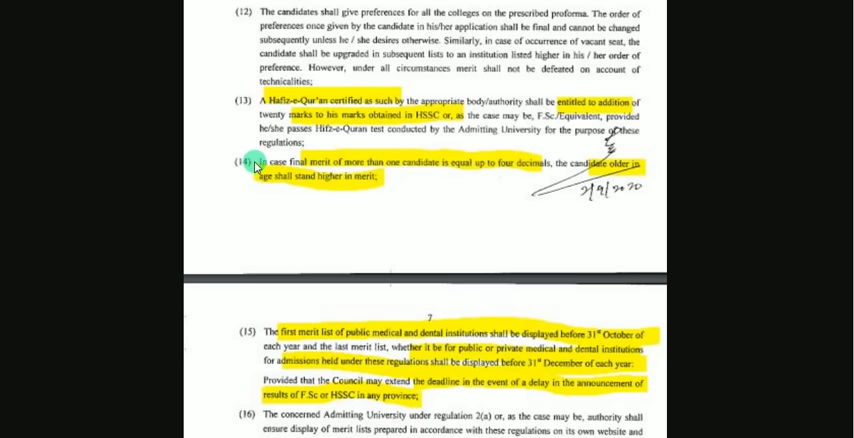 (12) The candidates shall give preferences for all the colleges on the prescribed proforma. The order of
preferences once given by the candidate in his/her application shall be final and cannot be changed
subsequently unless he / she desires otherwise. Similarly, in case of occurrence of vacant seat, the
candidate shall be upgraded in subsequent lists to an institution listed higher in his / her order of
preference. However, under all circumstances merit shall not be defeated on account of
technicalities;
(13) A Hafiz-e-Qur'an certified as such by the appropriate body/authority shall be entitled to addition of
twenty marks to his marks obtained in HSSC or, as the case may be, F.Sc/Equivalent, provided
he/she passes Hifz-e-Quran test conducted by the Admitting University for the purpose of these
regulations;
(14) In case final merit of more than one candidate is equal up to four decimals, the candidate older in
age shall stand higher in merit;
2/9/2020
7
(15) The first merit list of public medical and dental institutions shall be displayed before 31st October of
each year and the last merit list, whether it be for public or private medical and dental institutions
for admissions held under these regulations shall be displayed before 31st December of each year:
Provided that the Council may extend the deadline in the event of a delay in the announcement of
results of F.Sc or HSSC in any province;
(16) The concerned Admitting University under regulation 2(a) or, as the case may be, authority shall
ensure display of merit lists prepared in accordance with these regulations on its own website and